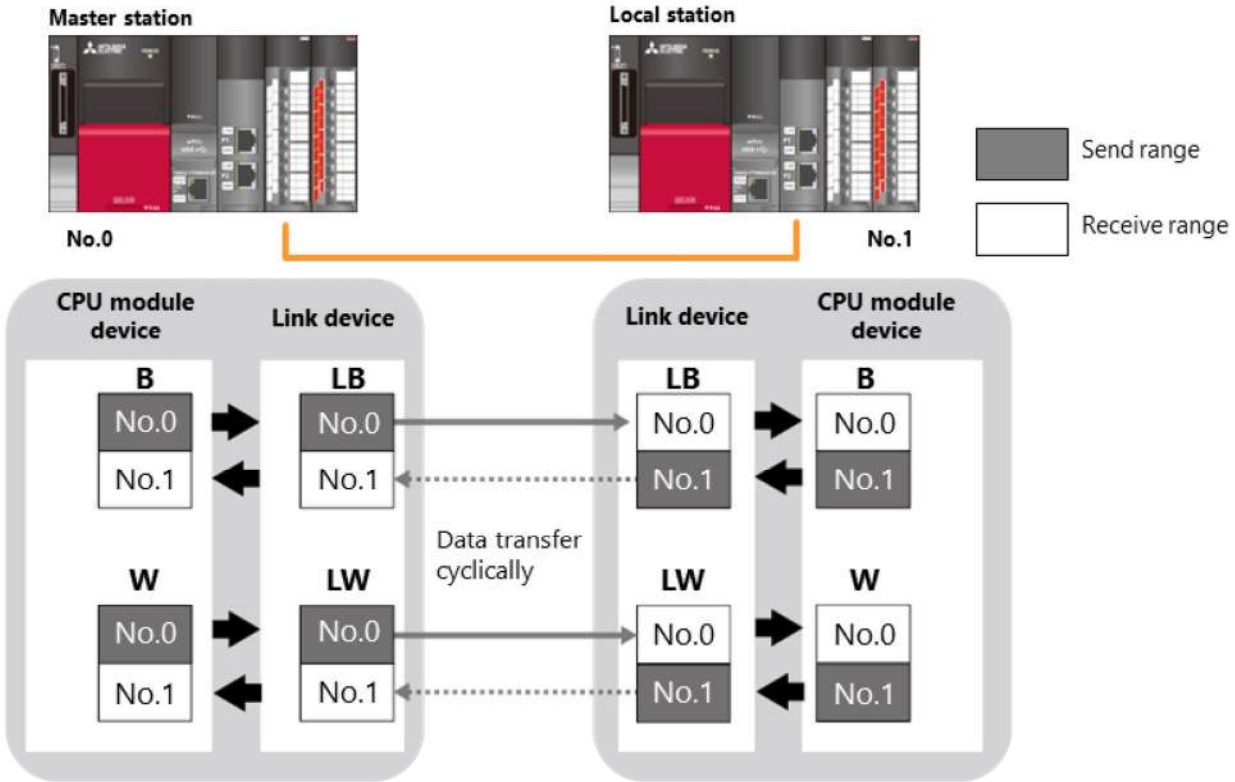 Master station
Local station
MITSUBISHI
ELECTRIC
Send range
Receive range
No.0
No.1
CPU module
device
Link device
Link device
CPU module
device
B
LB
LB
B
No.0
No.0
No.0
No.0
No.1
No.1
No.1
No.1
Data transfer
cyclically
W
LW
LW
W
No.0
No.0
No.0
No.0
No.1
No.1
No.1
No.1